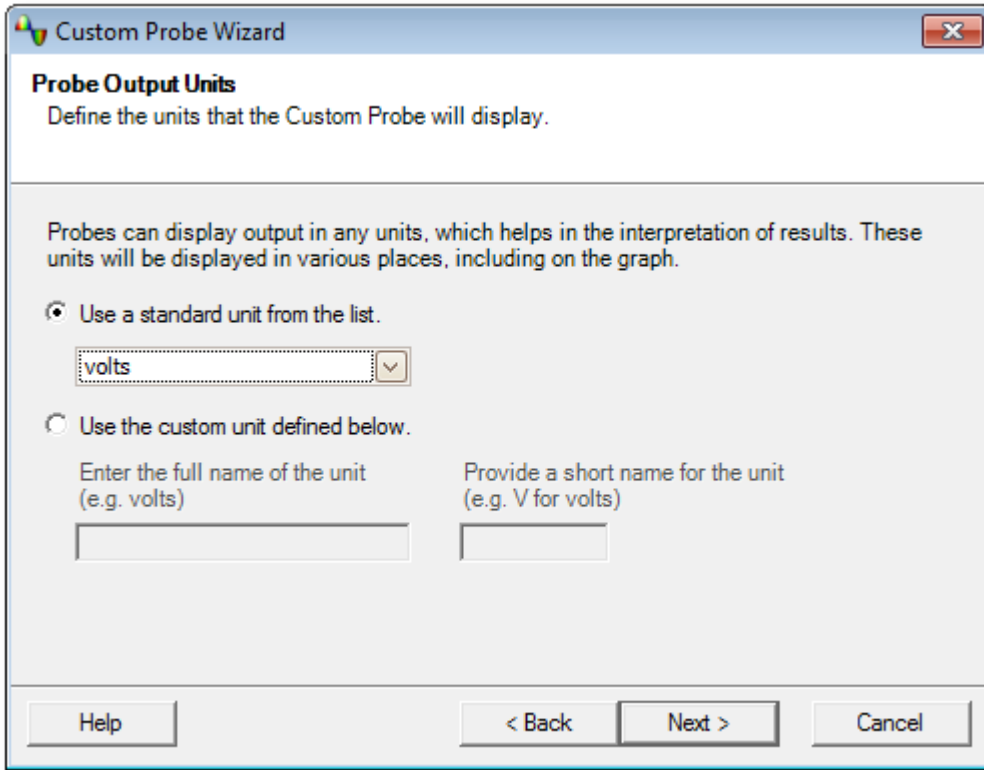 Custom Probe Wizard
Probe Output Units
Define the units that the Custom Probe will display.
Probes can display output in any units, which helps in the interpretation of results. These
units will be displayed in various places, including on the graph.
Use a standard unit from the list.
volts
Use the custom unit defined below.
Enter the full name of the unit
(e.g. volts)
Provide a short name for the unit
(e.g. V for volts)
Help
< Back
Next >
Cancel